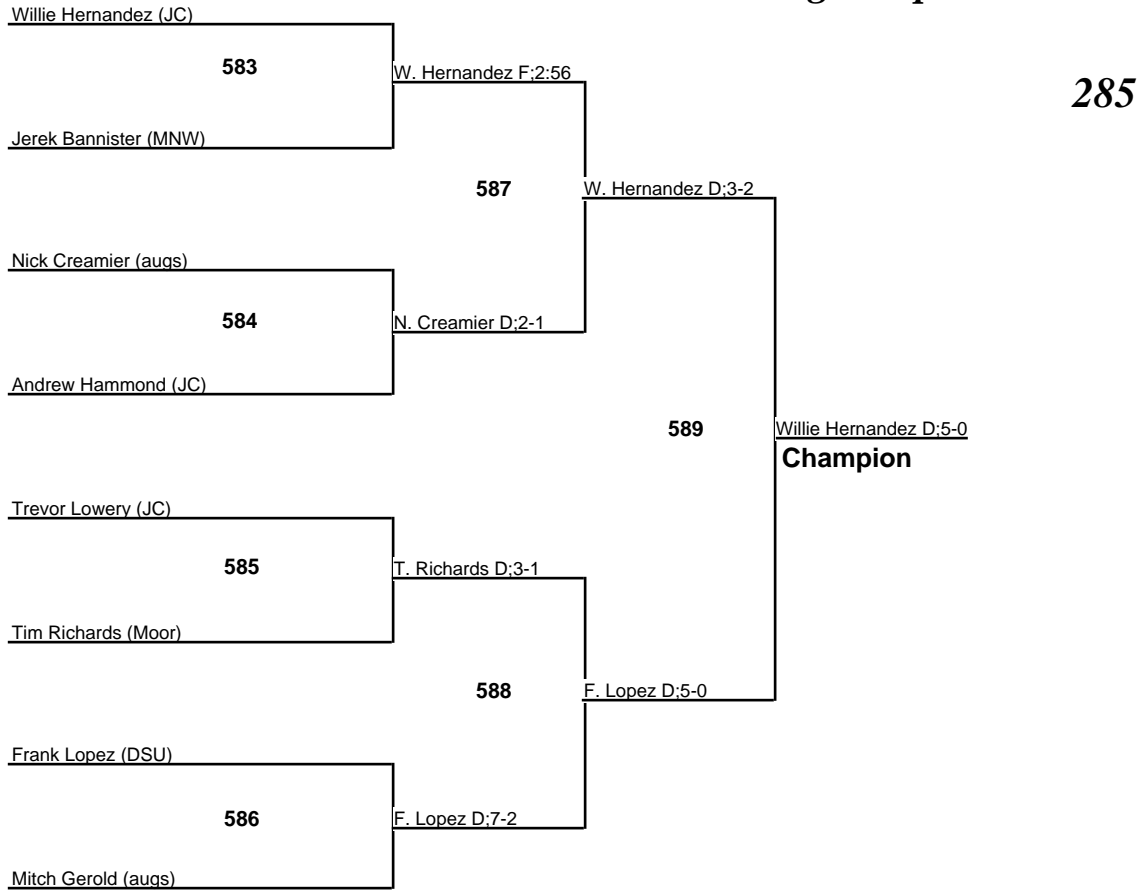 Willie Hernandez (JC)
583
W. Hernandez F;2:56
285
Jerek Bannister (MNW)
587
W. Hernandez D;3-2
Nick Creamier (augs)
584
N. Creamier D;2-1
Andrew Hammond (JC)
589
Willie Hernandez D;5-0
Champion
Trevor Lowery (JC)
585
T. Richards D;3-1
Tim Richards (Moor)
588
F. Lopez D;5-0
Frank Lopez (DSU)
586
F. Lopez D;7-2
Mitch Gerold (augs)